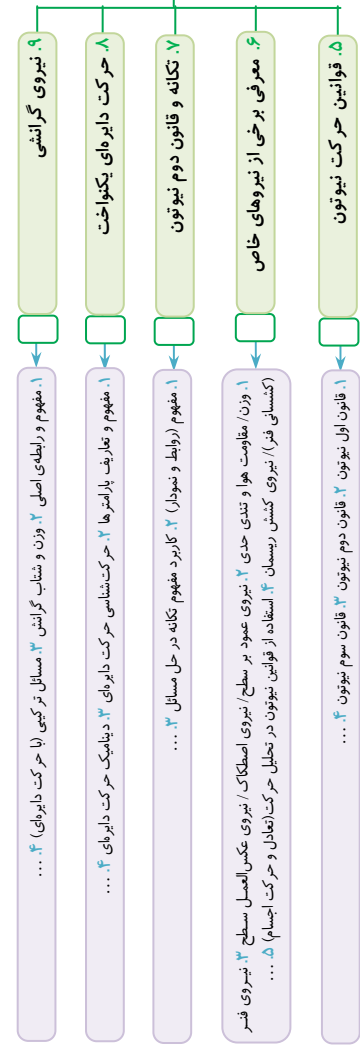 ۵. قوانین حرکت نیوتون
۱. قانون اول نیوتون ۲. قانون دوم نیوتون ۳. قانون سوم نیوتون ۴. ...
۶. معرفی برخی از نیروهای خاص
۱. وزن/ مقاومت هوا و تندی حدی ۲. نیروی عمود بر سطح/ نیروی اصطکاک / نیروی عکس‌العمل سطح ۳. نیروی فنر
(کشسانی فنر)/ نیروی کشش ریسمان ۴. استفاده از قوانین نیوتون در تحلیل حرکت(تعادل و حرکت اجسام) ۵. ...
۷. تکانه و قانون دوم نیوتون
۱. مفهوم (روابط و نمودار) ۲. کاربرد مفهوم تکانه در حل مسائل ۳. ...
۸. حرکت دایره‌ای یکنواخت
۱. مفهوم و تعاریف پارامترها ۲. حرکت‌شناسی حرکت دایره‌ای ۳. دینامیک حرکت دایره‌ای ۴. ...
۹. نیروی گرانشی
۱. مفهوم و رابطه‌ی اصلی ۲. وزن و شتاب گرانش ۳. مسائل ترکیبی (با حرکت دایره‌ای) ۴. ...